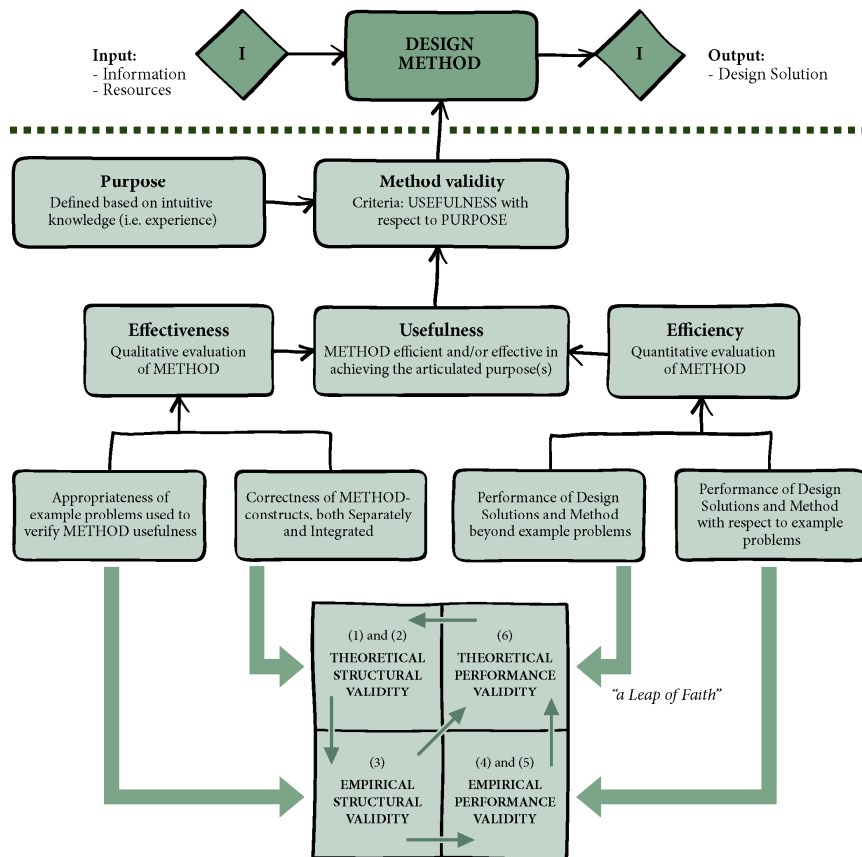 Input:
- Information
- Resources
I
DESIGN
METHOD
I
Output:
- Design Solution
Purpose
Defined based on intuitive
knowledge (i.e. experience)
Method validity
Criteria: USEFULNESS with
respect to PURPOSE
Effectiveness
Qualitative evaluation
of METHOD
Usefulness
METHOD efficient and/or effective in
achieving the articulated purpose(s)
Efficiency
Quantitative evaluation
of METHOD
Appropriateness of
example problems used to
verify METHOD usefulness
Correctness of METHOD-
constructs, both Separately
and Integrated
Performance of Design
Solutions and Method
beyond example problems
Performance of Design
Solutions and Method
with respect to example
problems
(1) and (2)
THEORETICAL
STRUCTURAL
VALIDITY
(6)
THEORETICAL
PERFORMANCE
VALIDITY
“a Leap of Faith”
(3)
EMPIRICAL
STRUCTURAL
VALIDITY
(4) and (5)
EMPIRICAL
PERFORMANCE
VALIDITY